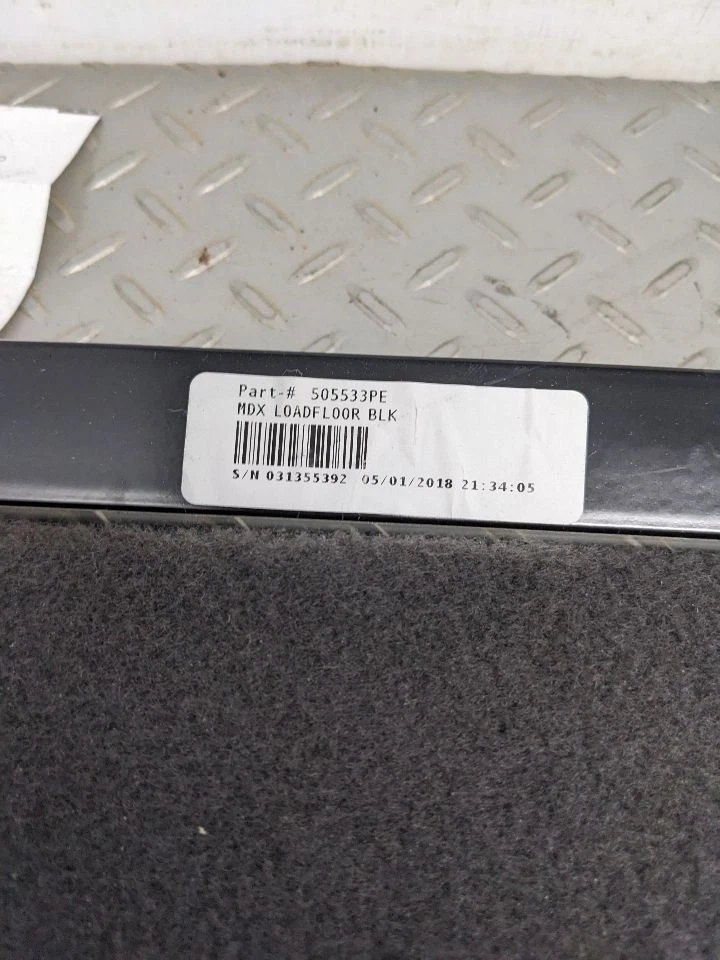 Part-# 505533PE
MDX LOADFLOOR BLK
S/N 031355392 05/01/2018 21:34:05